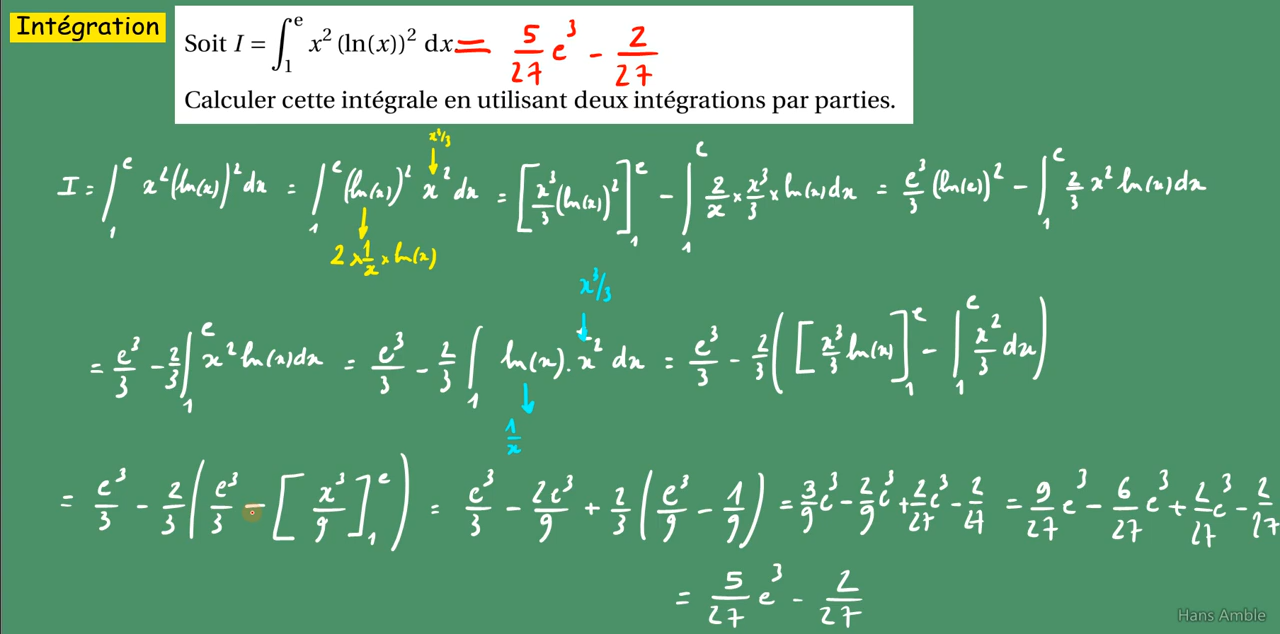 Intégration
Soit I = ∫₁ᵉ x² (ln(x))² dx = 5/27 e³ - 2/27
Calculer cette intégrale en utilisant deux intégrations par parties.
x³/3
I = ∫₁ᵉ x²(ln(x))² dx = ∫₁ᵉ (ln(x))² x² dx = [x³/3 (ln(x))²]₁ᵉ - ∫₁ᵉ 2/x × x³/3 × ln(x) dx = e³/3 (ln(e))² - ∫₁ᵉ 2/3 x² ln(x) dx
2 × 1/x × ln(x)
x³/3
= e³/3 - 2/3 ∫₁ᵉ x² ln(x) dx = e³/3 - 2/3 ∫₁ ln(x) . x² dx = e³/3 - 2/3 ([x³/3 ln(x)]₁ᵉ - ∫₁ᵉ x²/3 dx)
1/x
= e³/3 - 2/3 (e³/3 - [x³/9]₁ᵉ) = e³/3 - 2e³/9 + 2/3 (e³/9 - 1/9) = 3/9 e³ - 2/9 e³ + 2/27 e³ - 2/27 = 9/27 e³ - 6/27 e³ + 2/27 e³ - 2/27
= 5/27 e³ - 2/27
Hans Amble